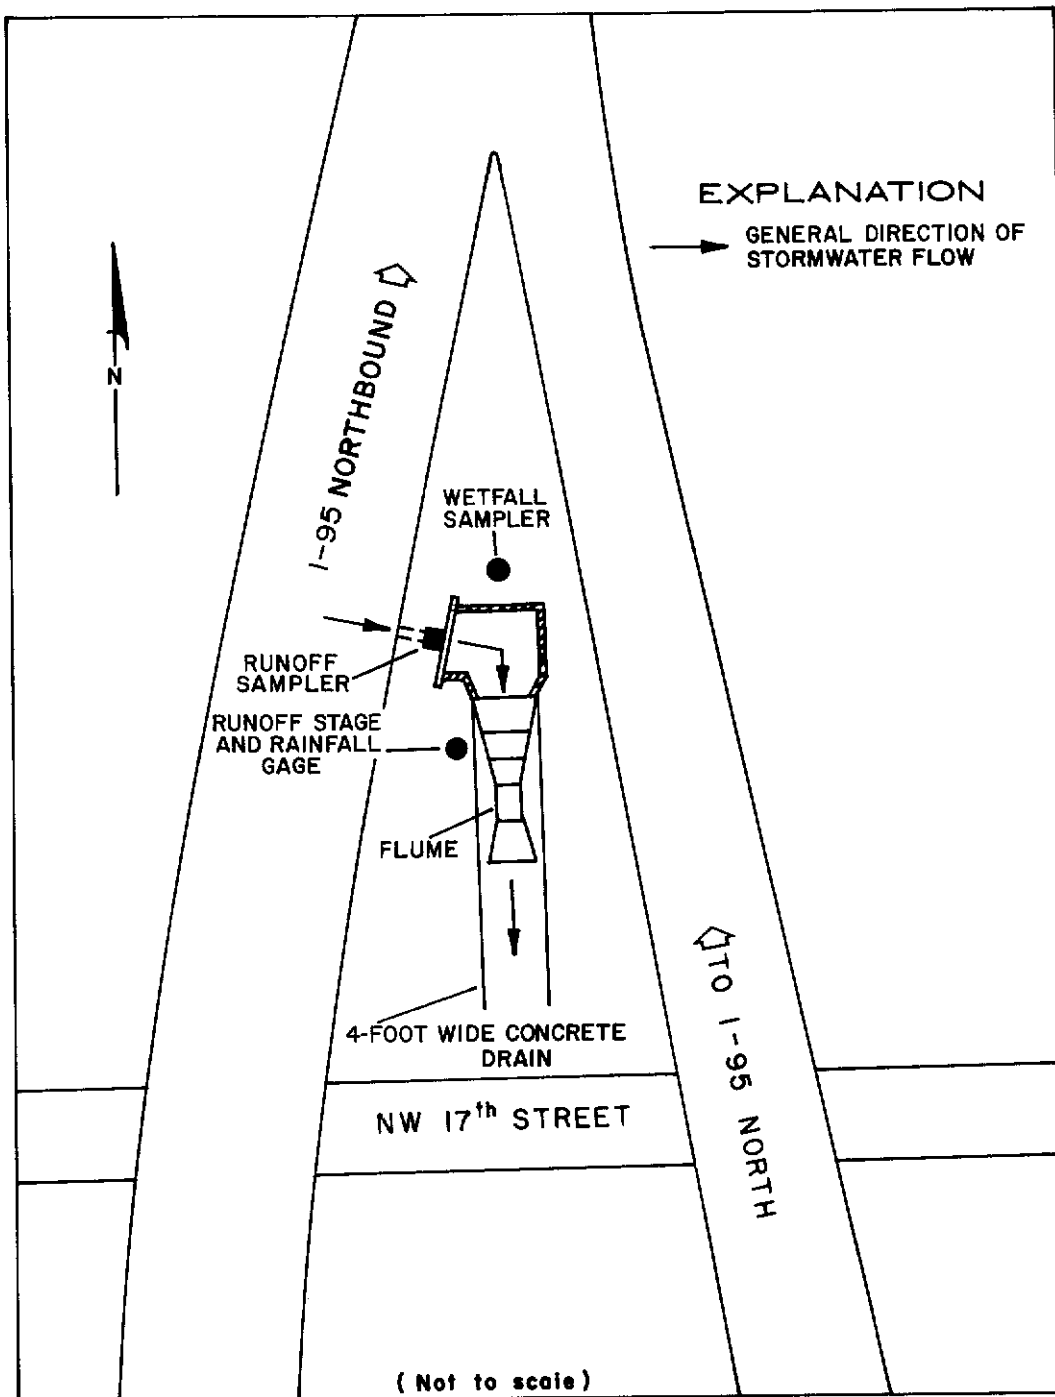 EXPLANATION
GENERAL DIRECTION OF
STORMWATER FLOW
N
I-95 NORTHBOUND
WETFALL
SAMPLER
RUNOFF
SAMPLER
RUNOFF STAGE
AND RAINFALL
GAGE
FLUME
4-FOOT WIDE CONCRETE
DRAIN
TO I-95 NORTH
NW 17th STREET
(Not to scale)